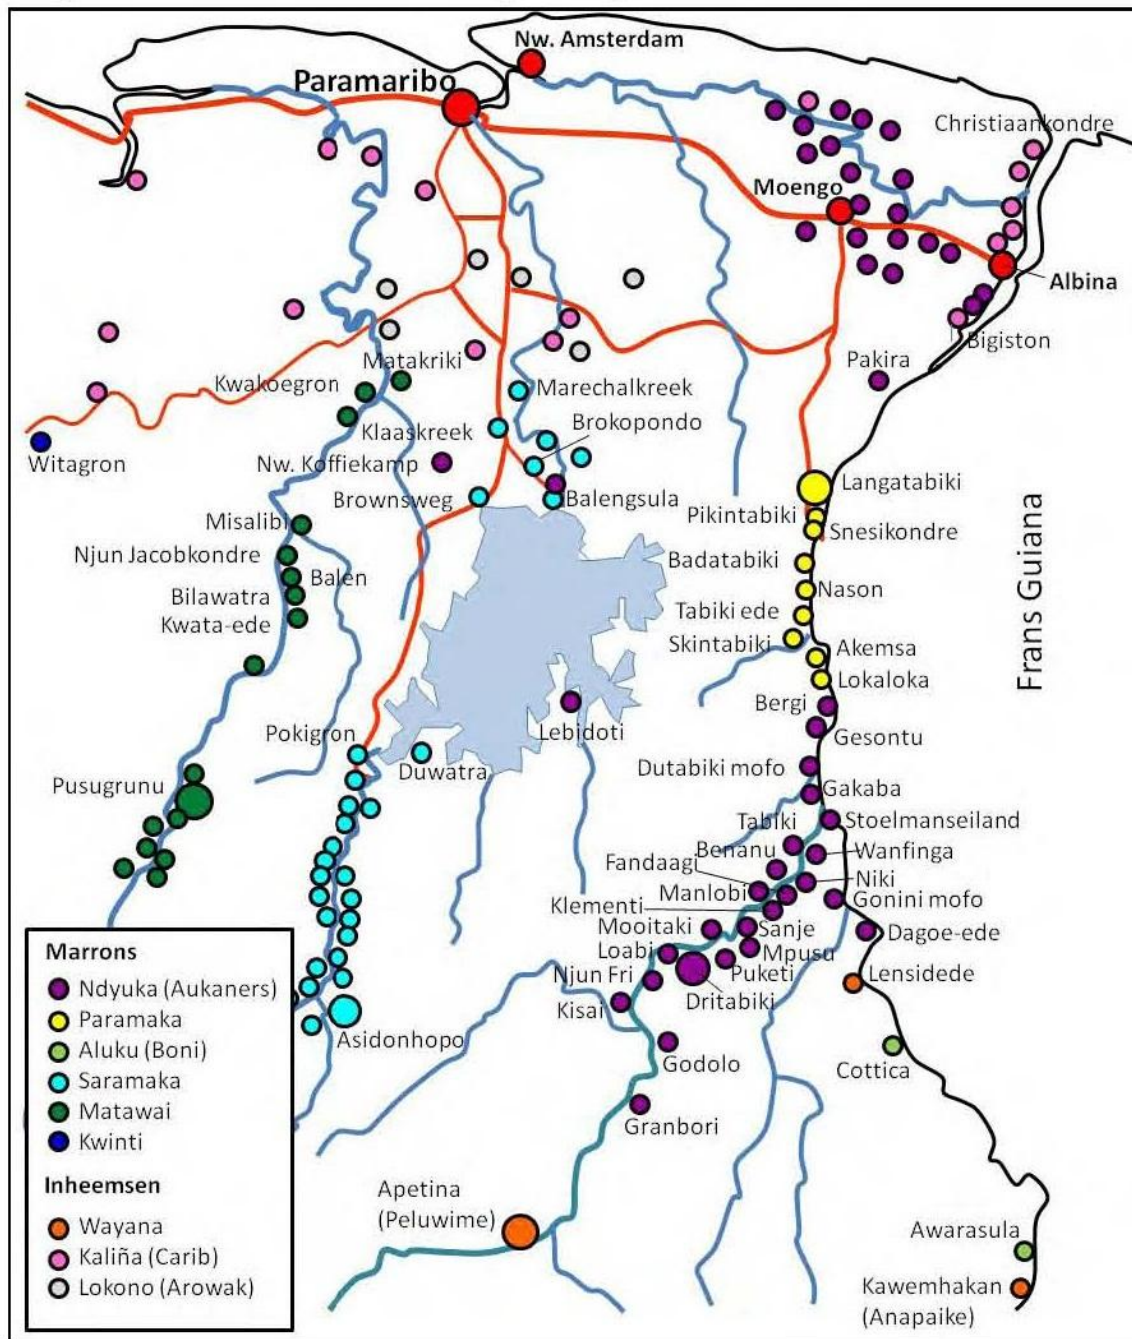 Nw. Amsterdam
Paramaribo
Christiaankondre
Moengo
Albina
Bigiston
Pakira
Matakriki
Kwakoegron
Marechalkreek
Klaaskreek
Brokopondo
Witagron
Nw. Koffiekamp
Brownsweg
Balengsula
Langatabiki
Pikintabiki
Snesikondre
Misalibi
Njun Jacobkondre
Balen
Bilawatra
Kwata-ede
Badatabiki
Nason
Tabiki ede
Skintabiki
Akemsa
Lokaloka
Frans Guiana
Bergi
Gesontu
Lebidoti
Pokigron
Duwatra
Dutabiki mofo
Gakaba
Pusugrunu
Tabiki
Stoelmanseiland
Benanu
Wanfinga
Fandaagi
Niki
Manlobi
Gonini mofo
Klementi
Mooitaki
Sanje
Dagoe-ede
Loabi
Mpusu
Njun Fri
Puketi
Lensidede
Kisai
Dritabiki
Asidonhopo
Godolo
Cottica
Granbori
Apetina
(Peluwime)
Awarasula
Kawemhakan
(Anapaike)
Marrons
Ndyuka (Aukaners)
Paramaka
Aluku (Boni)
Saramaka
Matawai
Kwinti
Inheemsen
Wayana
Kaliña (Carib)
Lokono (Arowak)